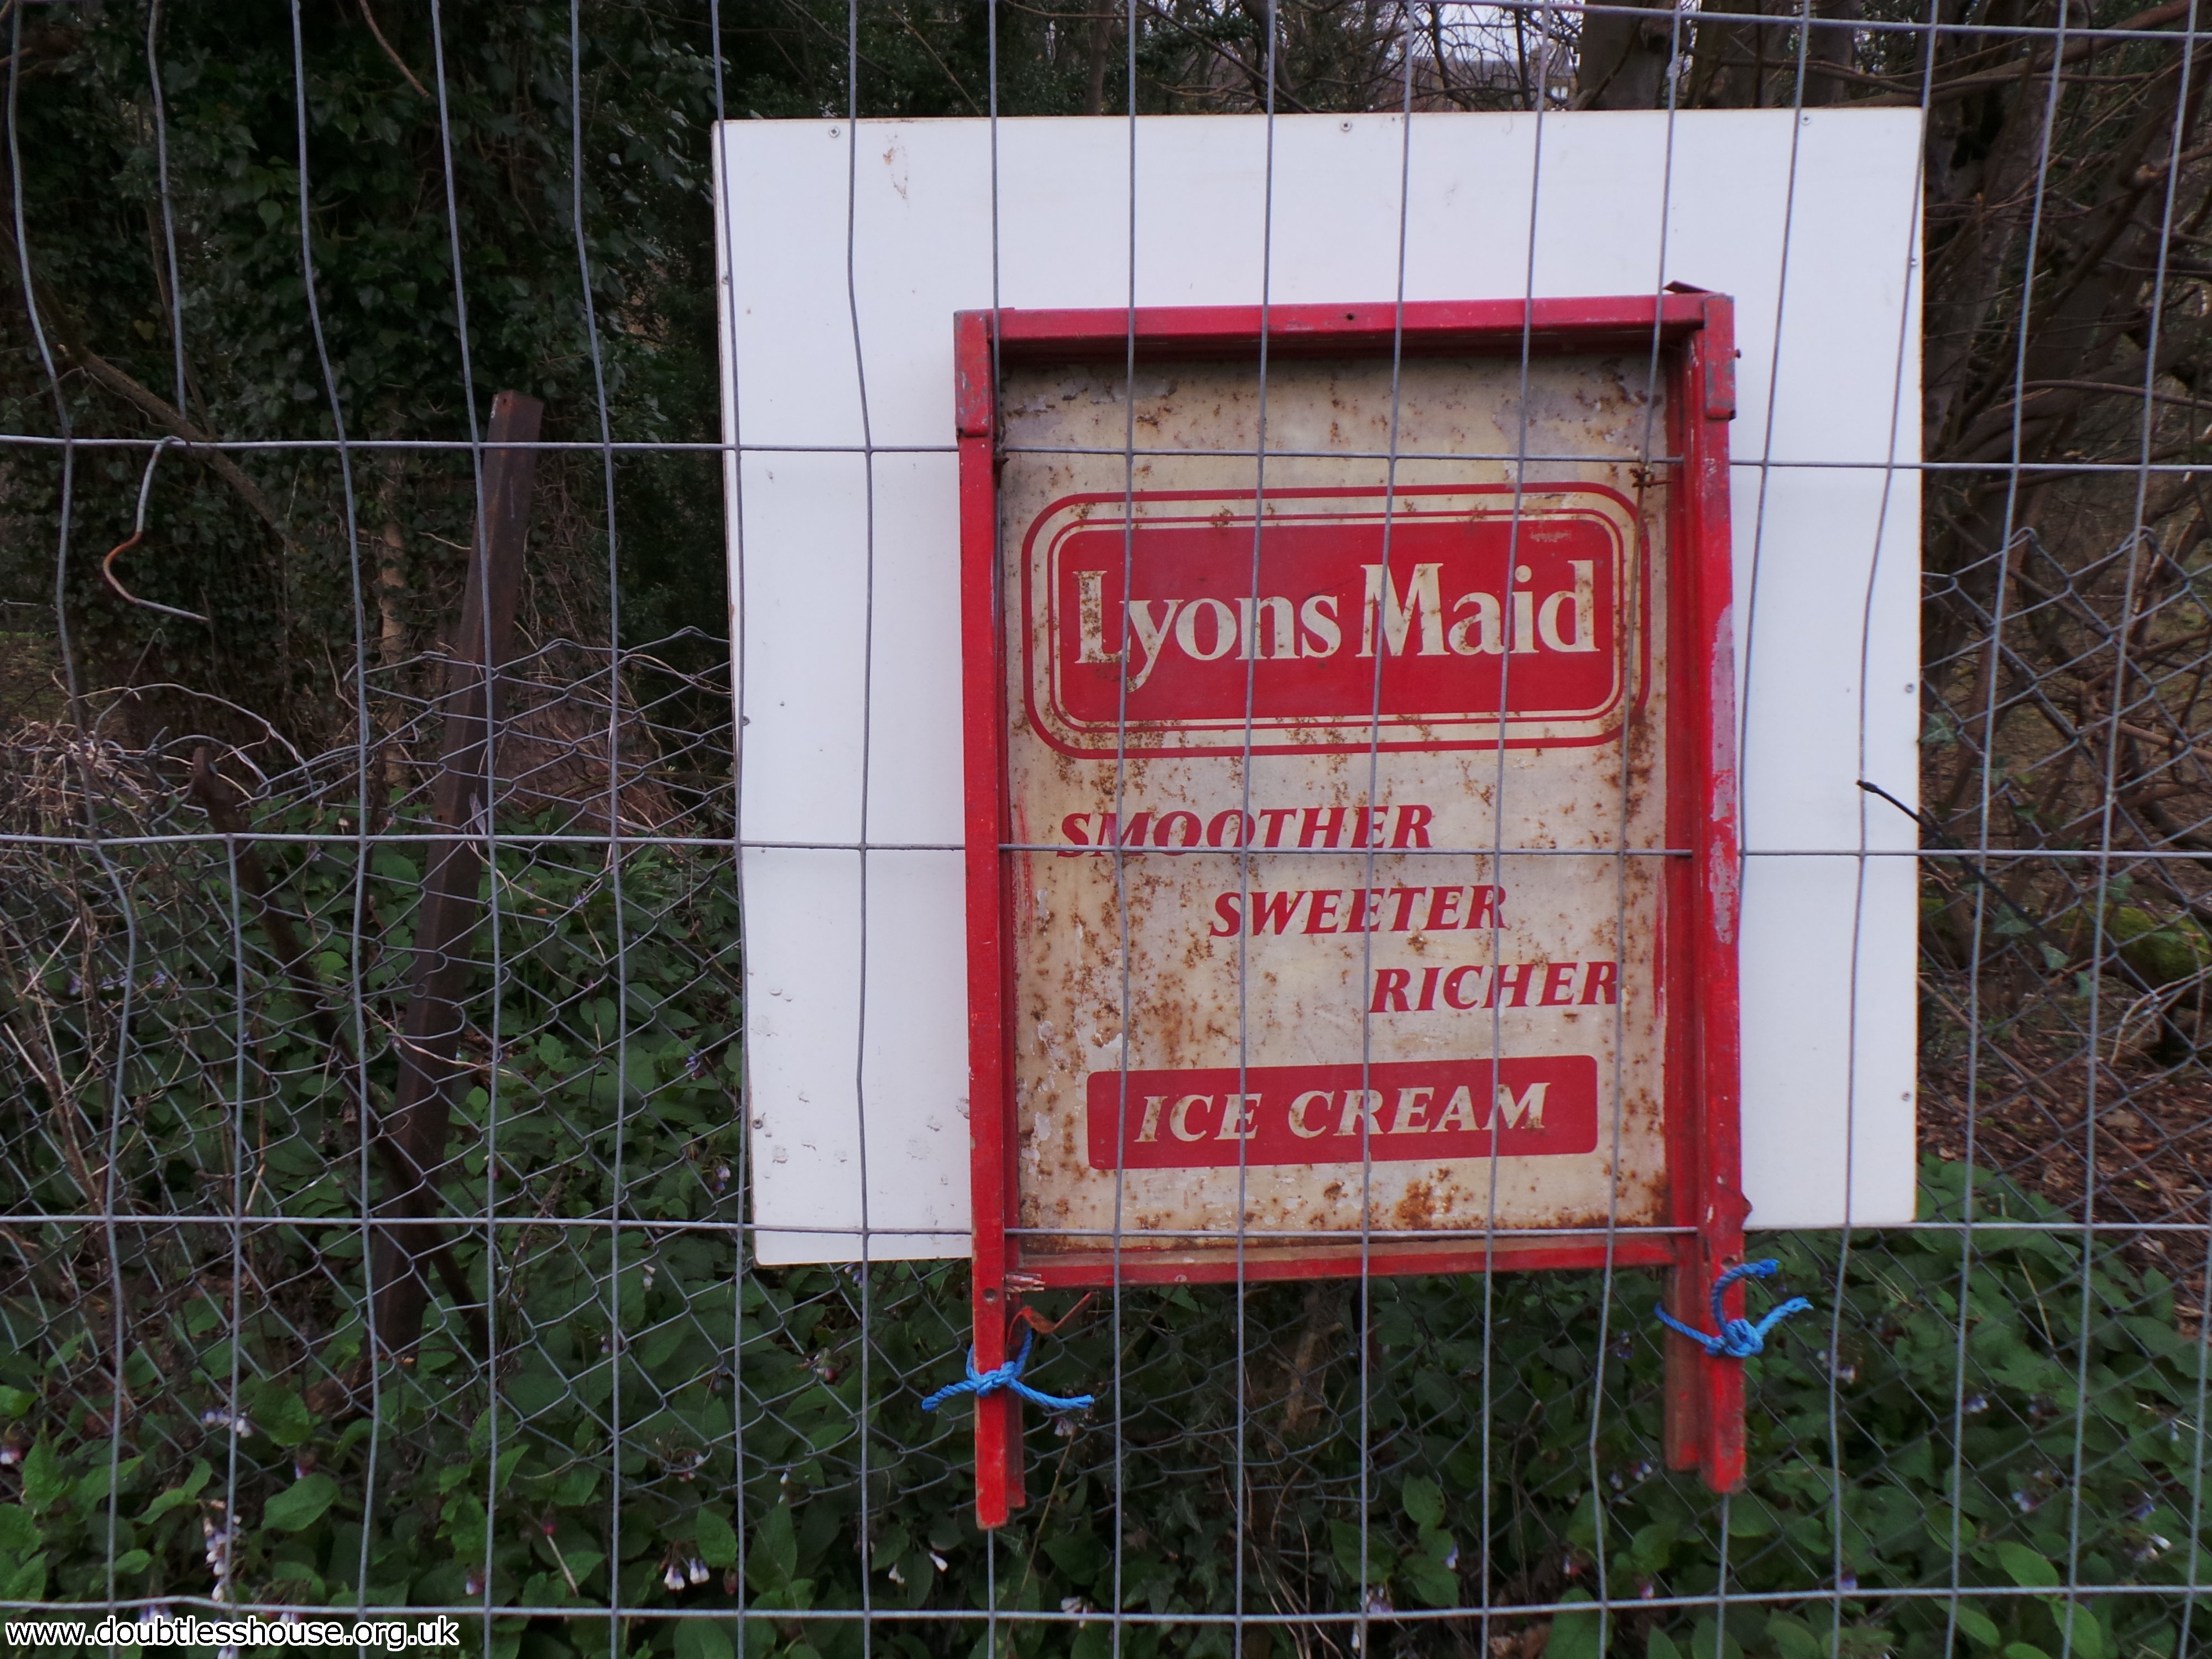 Lyons Maid
SMOOTHER
SWEETER
RICHER
ICE CREAM
www.doubtlesshouse.org.uk